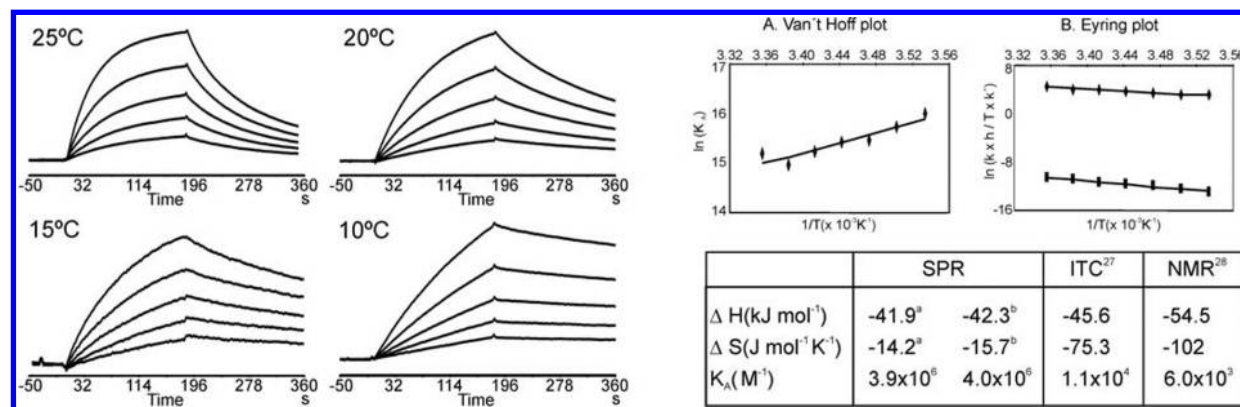 25ºC
20ºC
-50 32 114 196 278 360
Time s
-50 32 114 196 278 360
Time s
15ºC
10ºC
-50 32 114 196 278 360
Time s
-50 32 114 196 278 360
Time s
A. Van´t Hoff plot
3.32 3.36 3.40 3.44 3.48 3.52 3.56
17
16
15
14
ln (K_A)
1/T(x 10⁻³K⁻¹)
B. Eyring plot
3.32 3.36 3.40 3.44 3.48 3.52 3.56
8
0
-8
-16
ln (k x h / T x k')
1/T(x 10⁻³K⁻¹)
SPR ITC²⁷ NMR²⁸
Δ H(kJ mol⁻¹) -41.9ᵃ -42.3ᵇ -45.6 -54.5
Δ S(J mol⁻¹ K⁻¹) -14.2ᵃ -15.7ᵇ -75.3 -102
K_A(M⁻¹) 3.9x10⁶ 4.0x10⁶ 1.1x10⁴ 6.0x10³